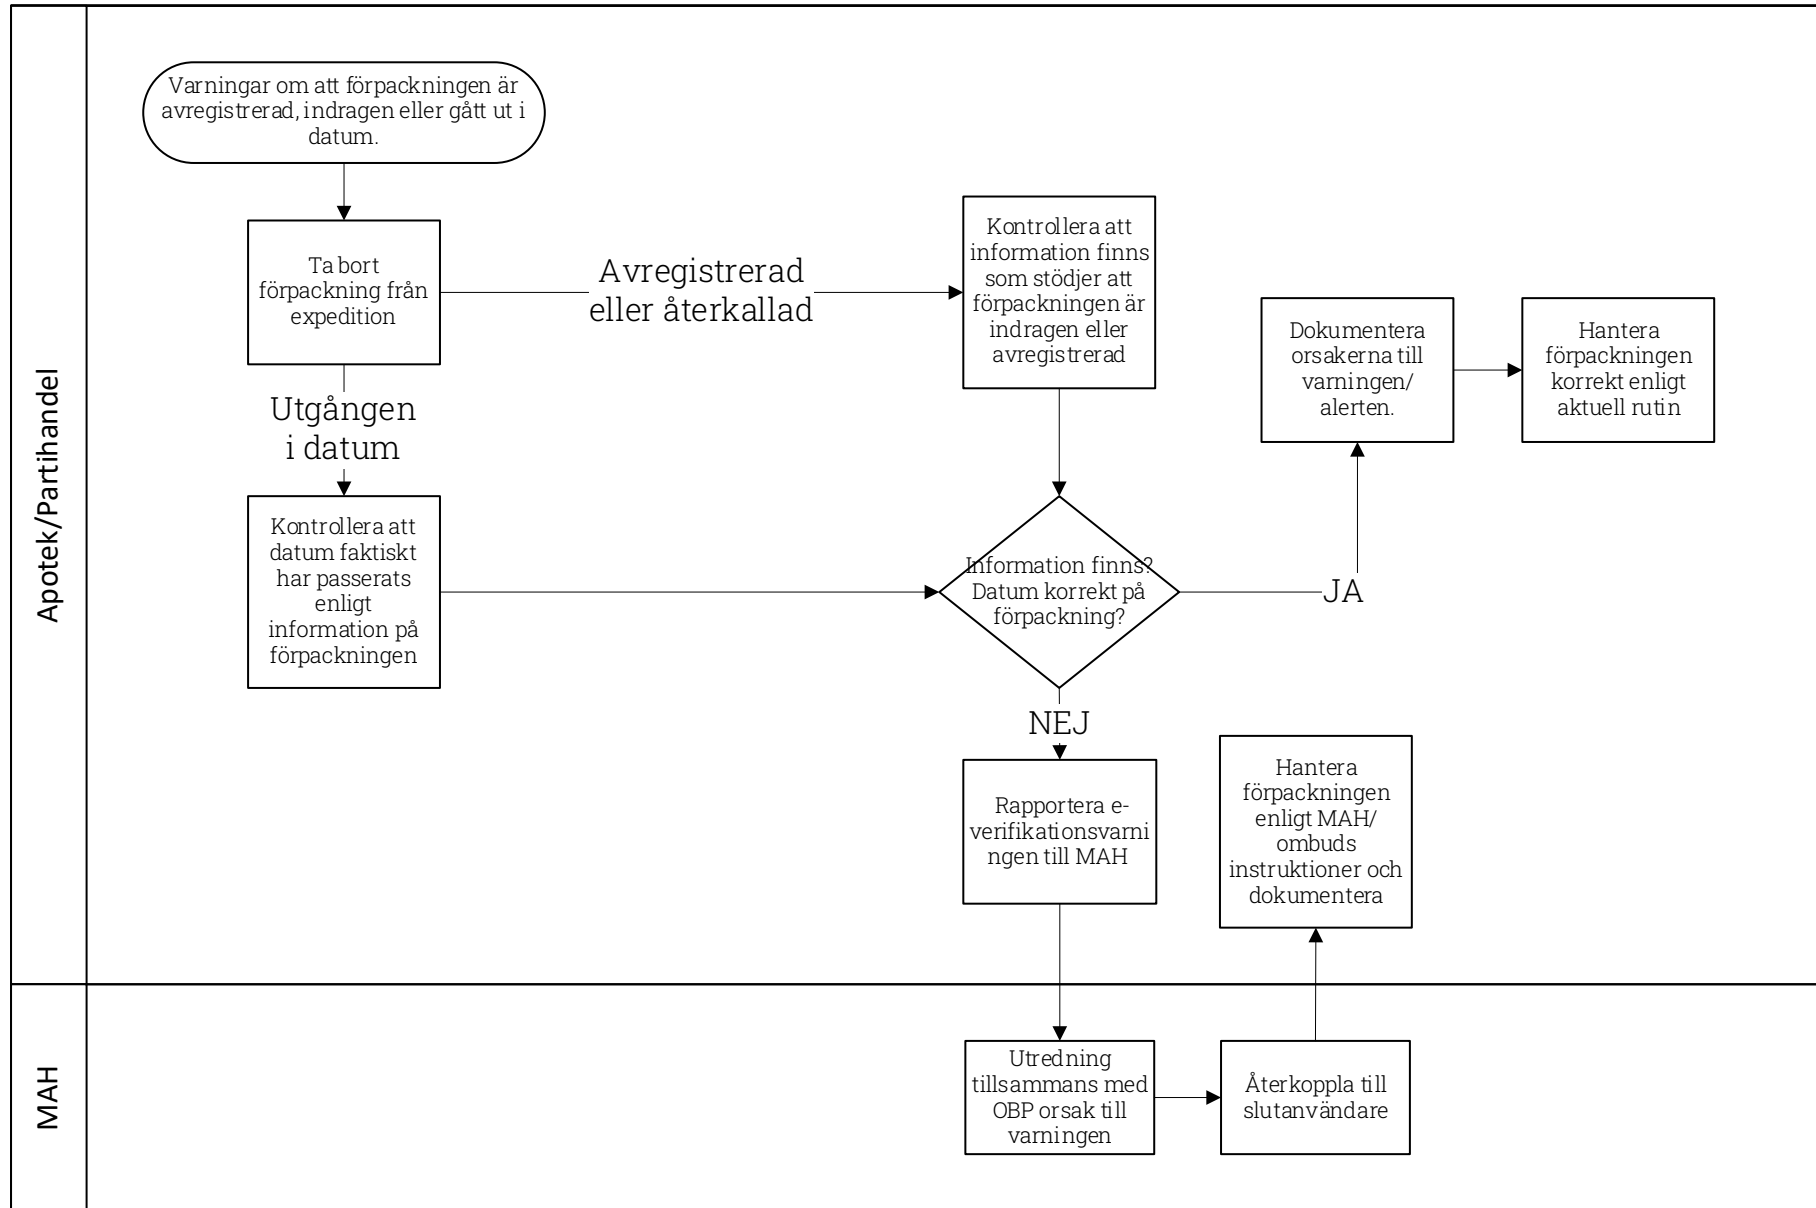 Apotek/Partihandel
Varningar om att förpackningen är
avregistrerad, indragen eller gått ut i
datum.
Ta bort
förpackning från
expedition
Avregistrerad
eller återkallad
Kontrollera att
information finns
som stödjer att
förpackningen är
indragen eller
avregistrerad
Utgången
i datum
Kontrollera att
datum faktiskt
har passerats
enligt
information på
förpackningen
Information finns?
Datum korrekt på
förpackning?
JA
Dokumentera
orsakerna till
varningen/
alerten.
Hantera
förpackningen
korrekt enligt
aktuell rutin
NEJ
Rapportera e-
verifikationsvarni
ngen till MAH
Hantera
förpackningen
enligt MAH/
ombuds
instruktioner och
dokumentera
MAH
Utredning
tillsammans med
OBP orsak till
varningen
Återkoppla till
slutanvändare